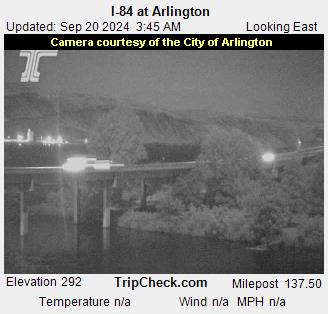 I-84 at Arlington
Updated: Sep 20 2024 3:45 AM Looking East
Camera courtesy of the City of Arlington
Elevation 292 TripCheck.com Milepost 137.50
Temperature n/a Wind n/a MPH n/a